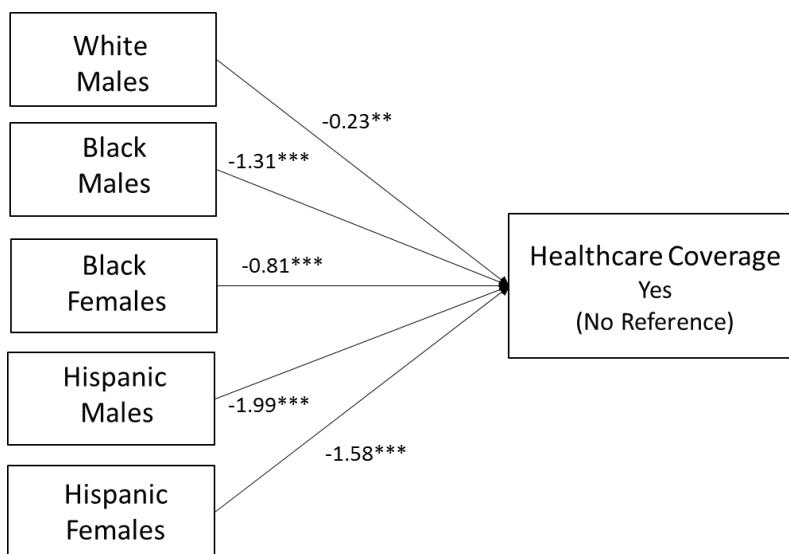 White
Males
-0.23**
Black
Males
-1.31***
Black
Females
-0.81***
Healthcare Coverage
Yes
(No Reference)
Hispanic
Males
-1.99***
Hispanic
Females
-1.58***